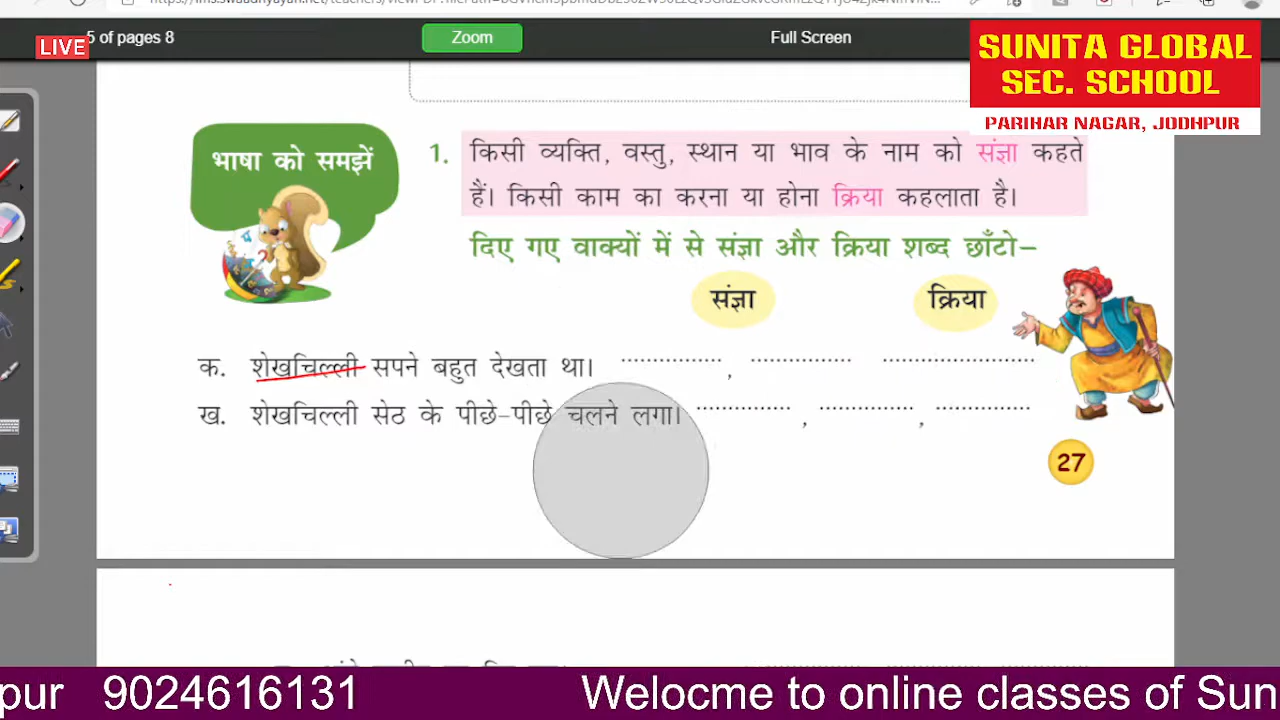 5 of pages 8
Zoom
Full Screen
LIVE
SUNITA GLOBAL
SEC. SCHOOL
PARIHAR NAGAR, JODHPUR
भाषा को समझें
1. किसी व्यक्ति, वस्तु, स्थान या भाव के नाम को संज्ञा कहते
हैं। किसी काम का करना या होना क्रिया कहलाता है।
दिए गए वाक्यों में से संज्ञा और क्रिया शब्द छाँटो–
संज्ञा क्रिया
क. शेखचिल्ली सपने बहुत देखता था। ...................., ..................... ..............................
ख. शेखचिल्ली सेठ के पीछे-पीछे चलने लगा। ..................., ..................., ...................
27
pur 9024616131 Welocme to online classes of Sun